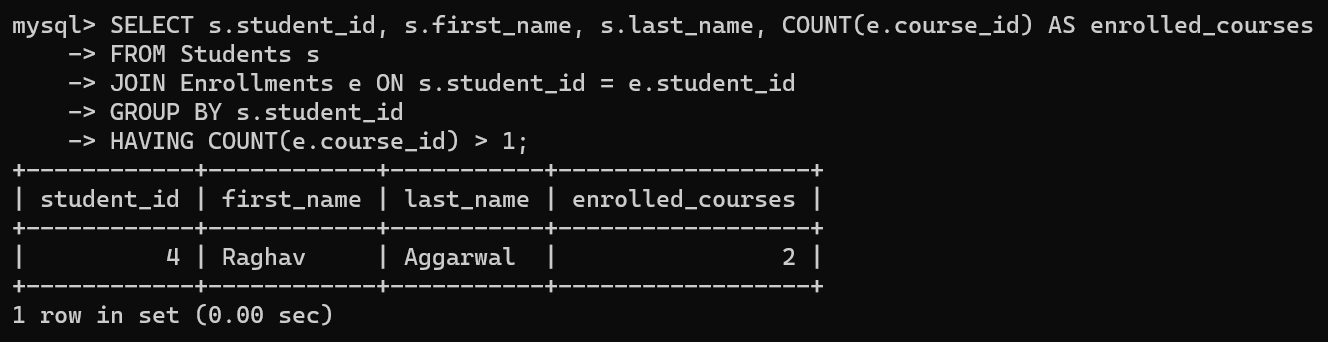 mysql> SELECT s.student_id, s.first_name, s.last_name, COUNT(e.course_id) AS enrolled_courses
    -> FROM Students s
    -> JOIN Enrollments e ON s.student_id = e.student_id
    -> GROUP BY s.student_id
    -> HAVING COUNT(e.course_id) > 1;
+------------+------------+-----------+------------------+
| student_id | first_name | last_name | enrolled_courses |
+------------+------------+-----------+------------------+
|          4 | Raghav     | Aggarwal  |                2 |
+------------+------------+-----------+------------------+
1 row in set (0.00 sec)